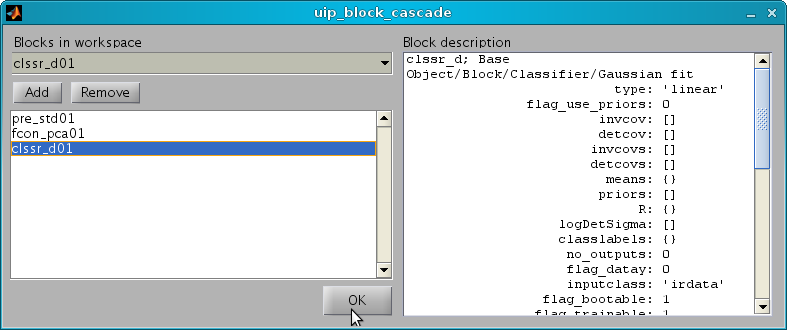 uip_block_cascade
Blocks in workspace
clssr_d01
Add
Remove
pre_std01
fcon_pca01
clssr_d01
OK
Block description
clssr_d; Base
Object/Block/Classifier/Gaussian fit
type: 'linear'
flag_use_priors: 0
invcov: []
detcov: []
invcovs: []
detcovs: []
means: {}
priors: []
R: {}
logDetSigma: []
classlabels: {}
no_outputs: 0
flag_datay: 0
inputclass: 'irdata'
flag_bootable: 1
flag_trainable: 1